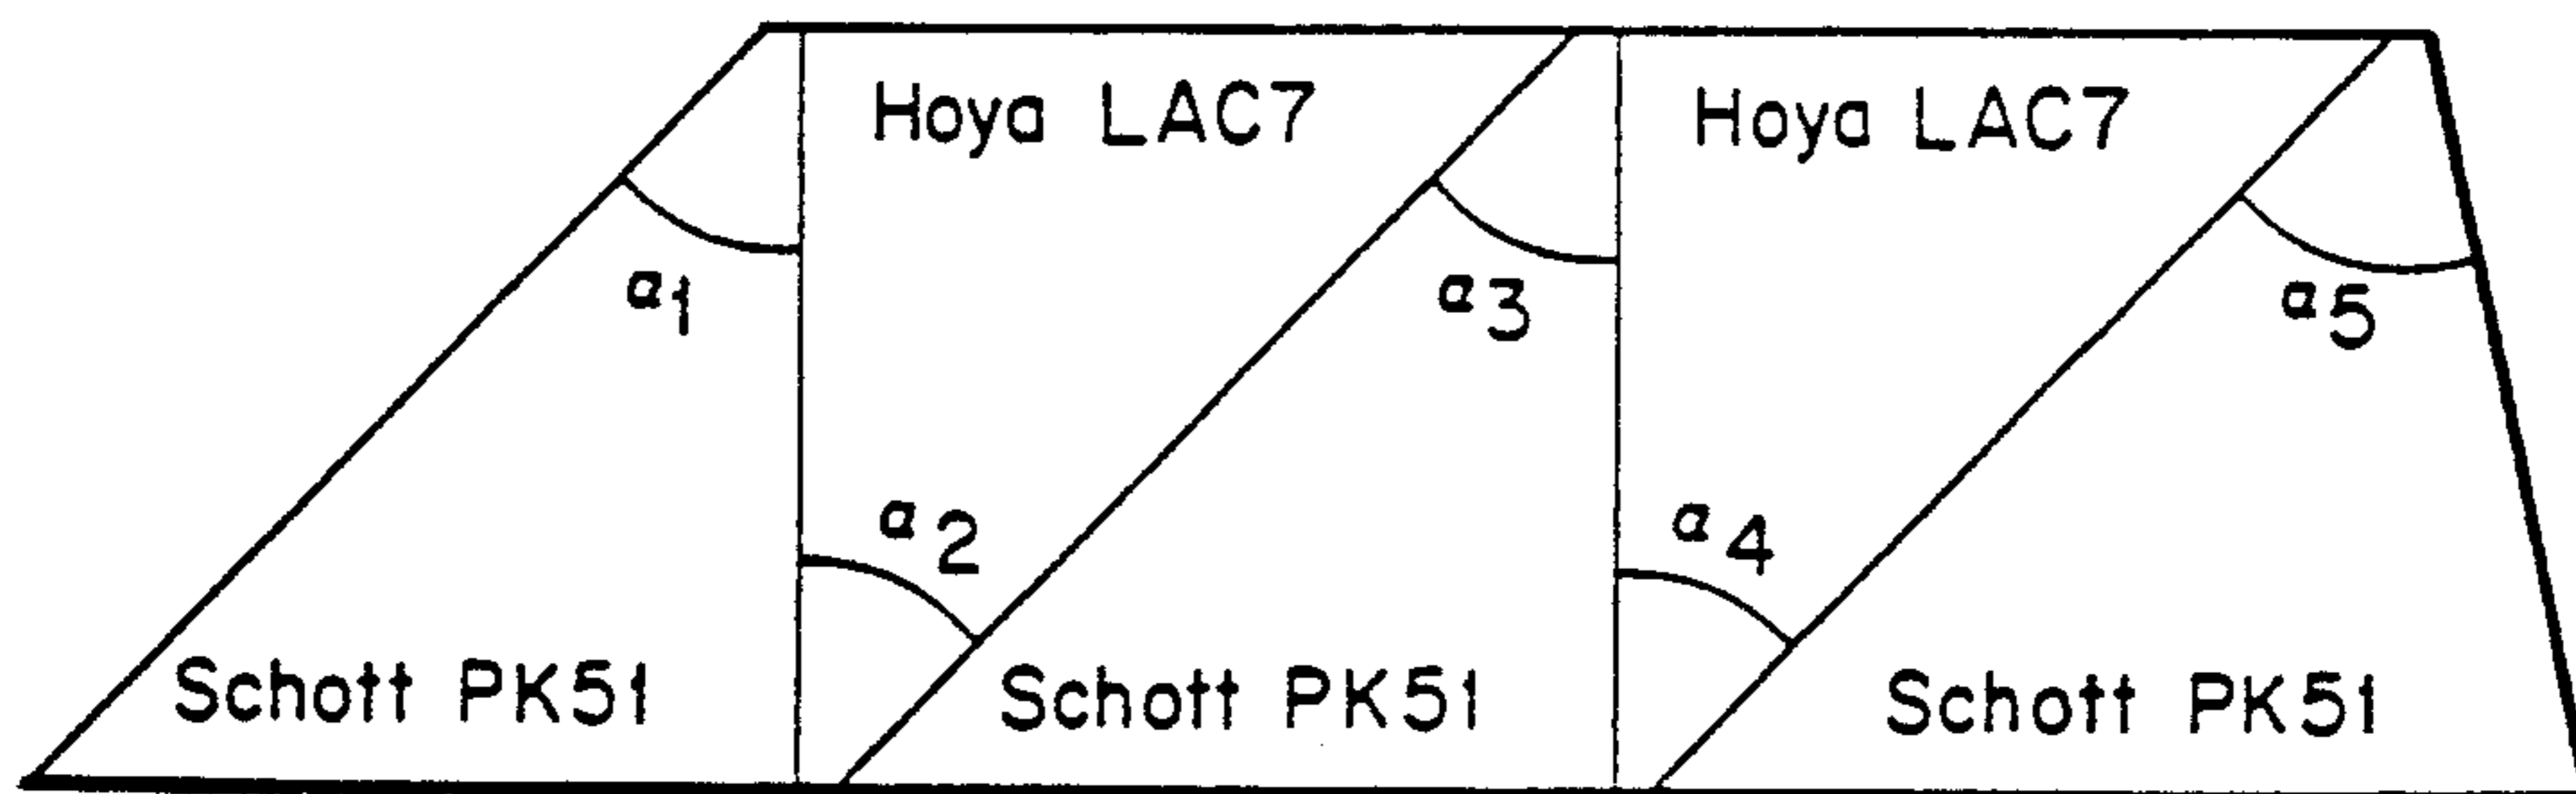 Hoya LAC7
Hoya LAC7
α1
α3
α5
α2
α4
Schott PK51
Schott PK51
Schott PK51